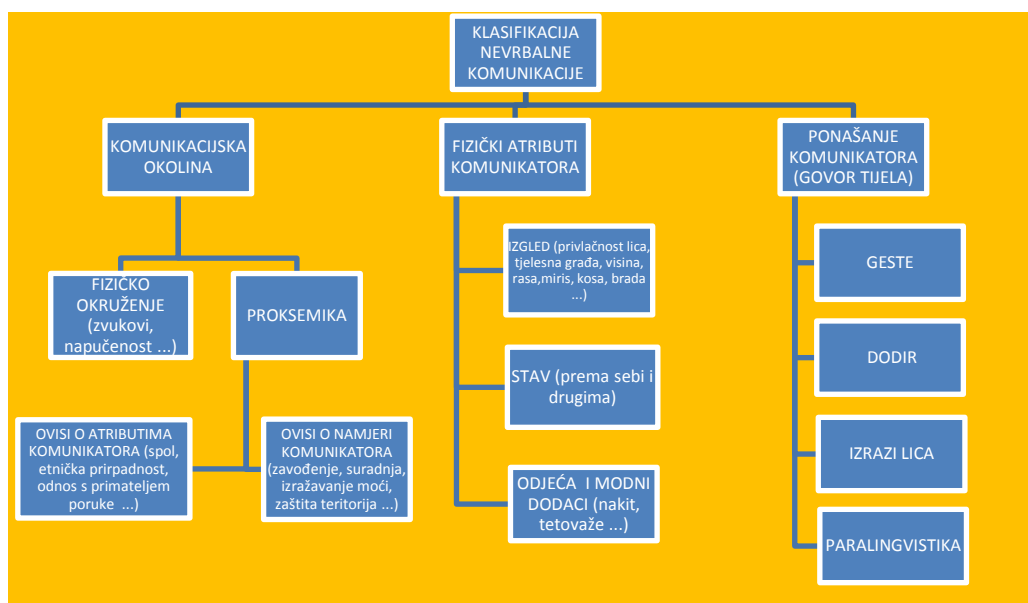 KLASIFIKACIJA
NEVRBALNE
KOMUNIKACIJE
KOMUNIKACIJSKA
OKOLINA
FIZIČKI ATRIBUTI
KOMUNIKATORA
PONAŠANJE
KOMUNIKATORA
(GOVOR TIJELA)
FIZIČKO
OKRUŽENJE
(zvukovi,
napučenost ...)
PROKSEMIKA
OVISI O ATRIBUTIMA
KOMUNIKATORA (spol,
etnička prirpadnost,
odnos s primateljem
poruke ...)
OVISI O NAMJERI
KOMUNIKATORA
(zavođenje, suradnja,
izražavanje moći,
zaštita teritorija ...)
IZGLED (privlačnost lica,
tjelesna građa, visina,
rasa,miris, kosa, brada
...)
STAV (prema sebi i
drugima)
ODJEĆA I MODNI
DODACI (nakit,
tetovaže ...)
GESTE
DODIR
IZRAZI LICA
PARALINGVISTIKA